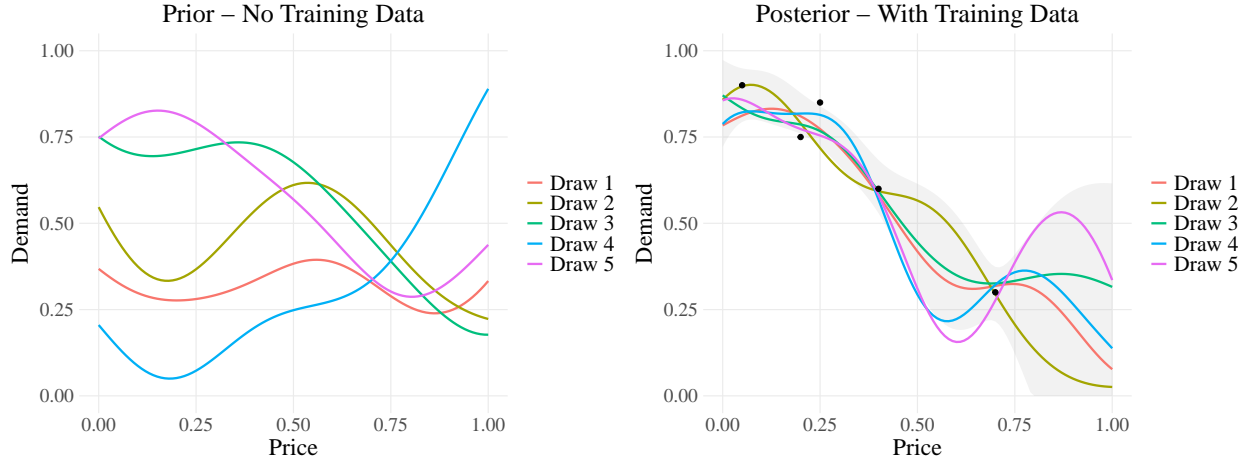 Prior – No Training Data
1.00
0.75
0.50
0.25
0.00
Demand
0.00 0.25 0.50 0.75 1.00
Price
Draw 1
Draw 2
Draw 3
Draw 4
Draw 5
Posterior – With Training Data
1.00
0.75
0.50
0.25
0.00
Demand
0.00 0.25 0.50 0.75 1.00
Price
Draw 1
Draw 2
Draw 3
Draw 4
Draw 5